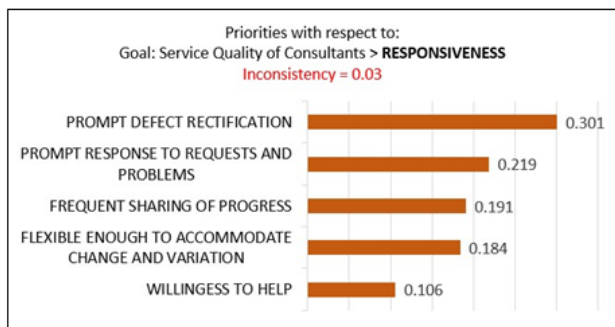 Priorities with respect to:
Goal: Service Quality of Consultants > RESPONSIVENESS
Inconsistency = 0.03
PROMPT DEFECT RECTIFICATION 0.301
PROMPT RESPONSE TO REQUESTS AND
PROBLEMS 0.219
FREQUENT SHARING OF PROGRESS 0.191
FLEXIBLE ENOUGH TO ACCOMMODATE
CHANGE AND VARIATION 0.184
WILLINGESS TO HELP 0.106